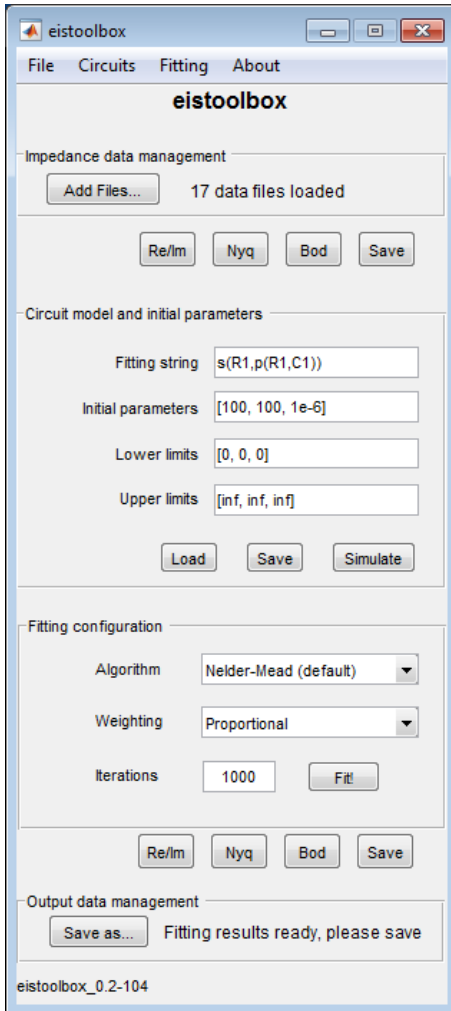 eistoolbox
File Circuits Fitting About
eistoolbox
Impedance data management
Add Files... 17 data files loaded
Re/Im Nyq Bod Save
Circuit model and initial parameters
Fitting string s(R1,p(R1,C1))
Initial parameters [100, 100, 1e-6]
Lower limits [0, 0, 0]
Upper limits [inf, inf, inf]
Load Save Simulate
Fitting configuration
Algorithm Nelder-Mead (default)
Weighting Proportional
Iterations 1000 Fit!
Re/Im Nyq Bod Save
Output data management
Save as... Fitting results ready, please save
eistoolbox_0.2-104